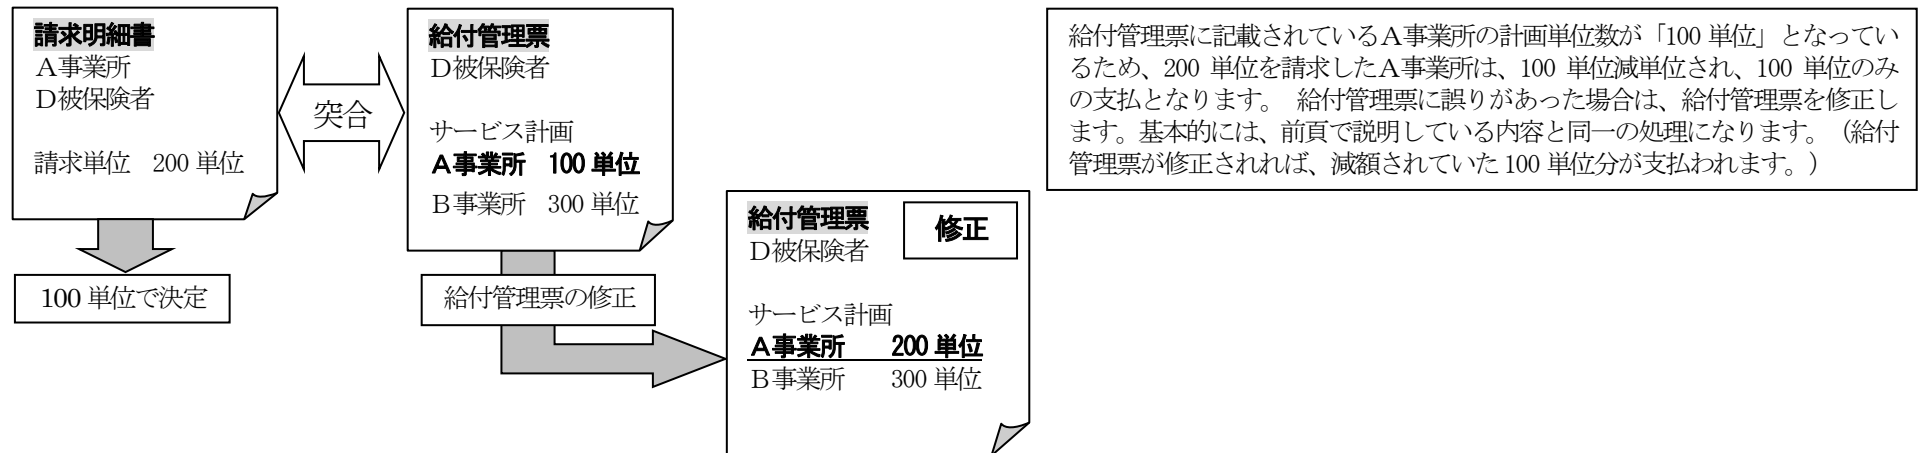 請求明細書
A事業所
D被保険者
請求単位 200 単位
突合
給付管理票
D被保険者
サービス計画
A事業所 100 単位
B事業所 300 単位
100 単位で決定
給付管理票の修正
給付管理票
修正
D被保険者
サービス計画
A事業所 200 単位
B事業所 300 単位
給付管理票に記載されているA事業所の計画単位数が「100 単位」となってい
るため、200 単位を請求したA事業所は、100 単位減単位され、100 単位のみ
の支払となります。 給付管理票に誤りがあった場合は、給付管理票を修正し
ます。基本的には、前頁で説明している内容と同一の処理になります。（給付
管理票が修正されれば、減額されていた 100 単位分が支払われます。）